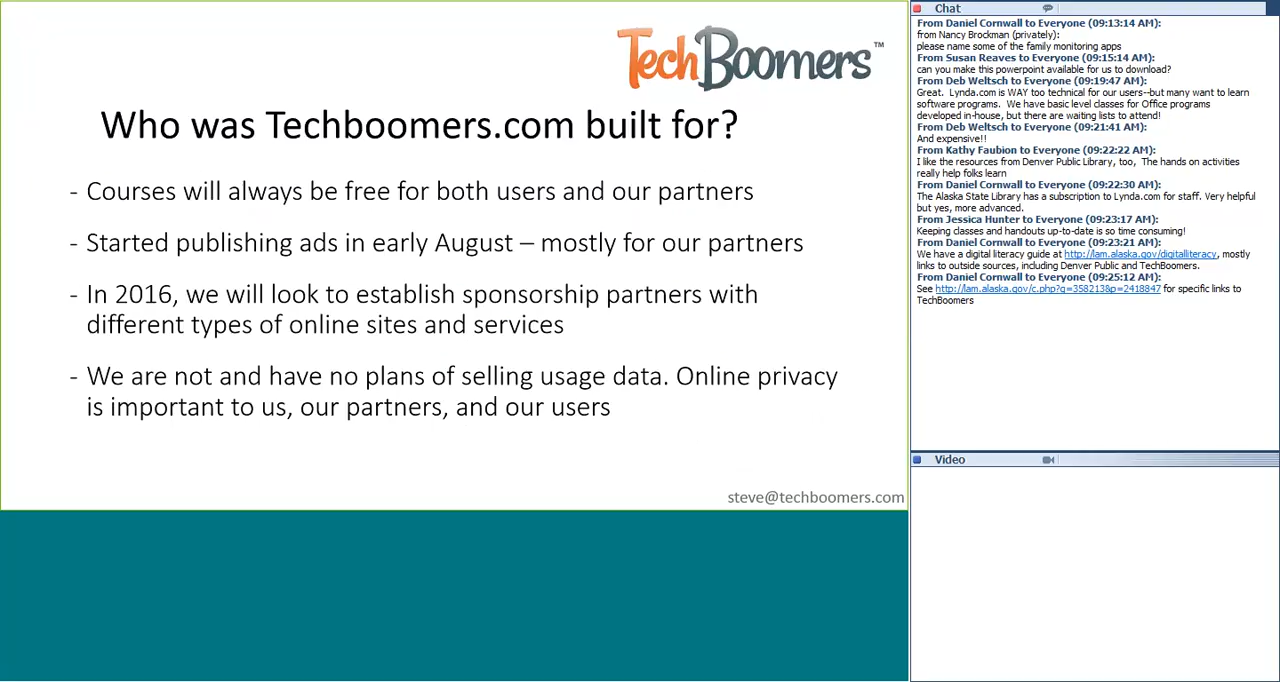 TechBoomers™
Who was Techboomers.com built for?
- Courses will always be free for both users and our partners
- Started publishing ads in early August – mostly for our partners
- In 2016, we will look to establish sponsorship partners with
different types of online sites and services
- We are not and have no plans of selling usage data. Online privacy
is important to us, our partners, and our users
steve@techboomers.com
Chat
From Daniel Cornwall to Everyone (09:13:14 AM):
from Nancy Brockman (privately):
please name some of the family monitoring apps
From Susan Reaves to Everyone (09:15:14 AM):
can you make this powerpoint available for us to download?
From Deb Weltsch to Everyone (09:19:47 AM):
Great.  Lynda.com is WAY too technical for our users--but many want to learn
software programs.  We have basic level classes for Office programs
developed in-house, but there are waiting lists to attend!
From Deb Weltsch to Everyone (09:21:41 AM):
And expensive!!
From Kathy Faubion to Everyone (09:22:22 AM):
I like the resources from Denver Public Library, too,  The hands on activities
really help folks learn
From Daniel Cornwall to Everyone (09:22:30 AM):
The Alaska State Library has a subscription to Lynda.com for staff. Very helpful
but yes, more advanced.
From Jessica Hunter to Everyone (09:23:17 AM):
Keeping classes and handouts up-to-date is so time consuming!
From Daniel Cornwall to Everyone (09:23:21 AM):
We have a digital literacy guide at http://lam.alaska.gov/digitalliteracy, mostly
links to outside sources, including Denver Public and TechBoomers.
From Daniel Cornwall to Everyone (09:25:12 AM):
See http://lam.alaska.gov/c.php?g=358213&p=2418847 for specific links to
TechBoomers
Video